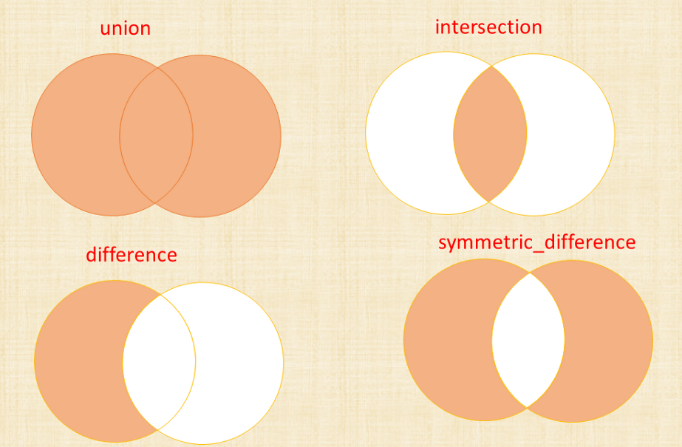 union
intersection
difference
symmetric_difference